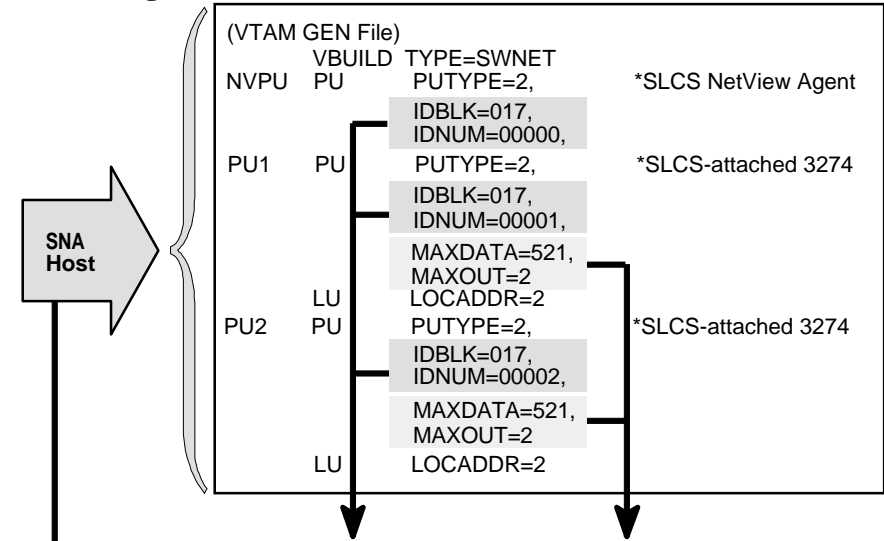 (VTAM GEN File)
VBUILD TYPE=SWNET
NVPU PU PUTYPE=2, *SLCS NetView Agent
IDBLK=017,
IDNUM=00000,
PU1 PU PUTYPE=2, *SLCS-attached 3274
IDBLK=017,
IDNUM=00001,
SNA
Host
MAXDATA=521,
MAXOUT=2
LU LOCADDR=2
PU2 PU PUTYPE=2, *SLCS-attached 3274
IDBLK=017,
IDNUM=00002,
MAXDATA=521,
MAXOUT=2
LU LOCADDR=2